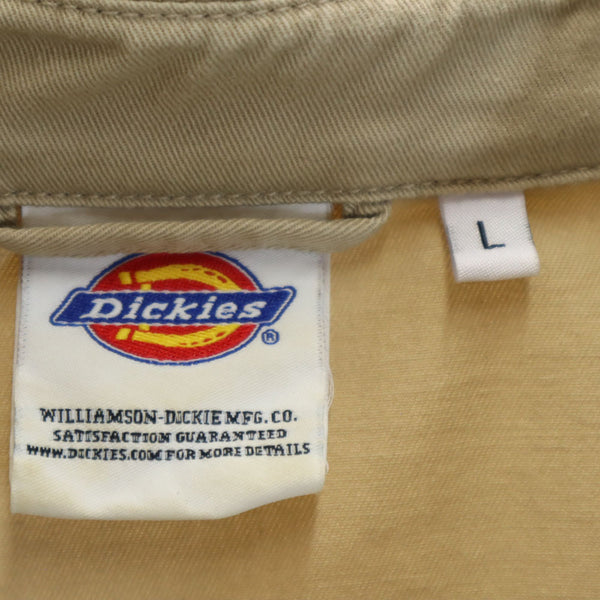 L
Dickies®
WILLIAMSON-DICKIE MFG. CO.
SATISFACTION GUARANTEED
WWW.DICKIES.COM FOR MORE DETAILS